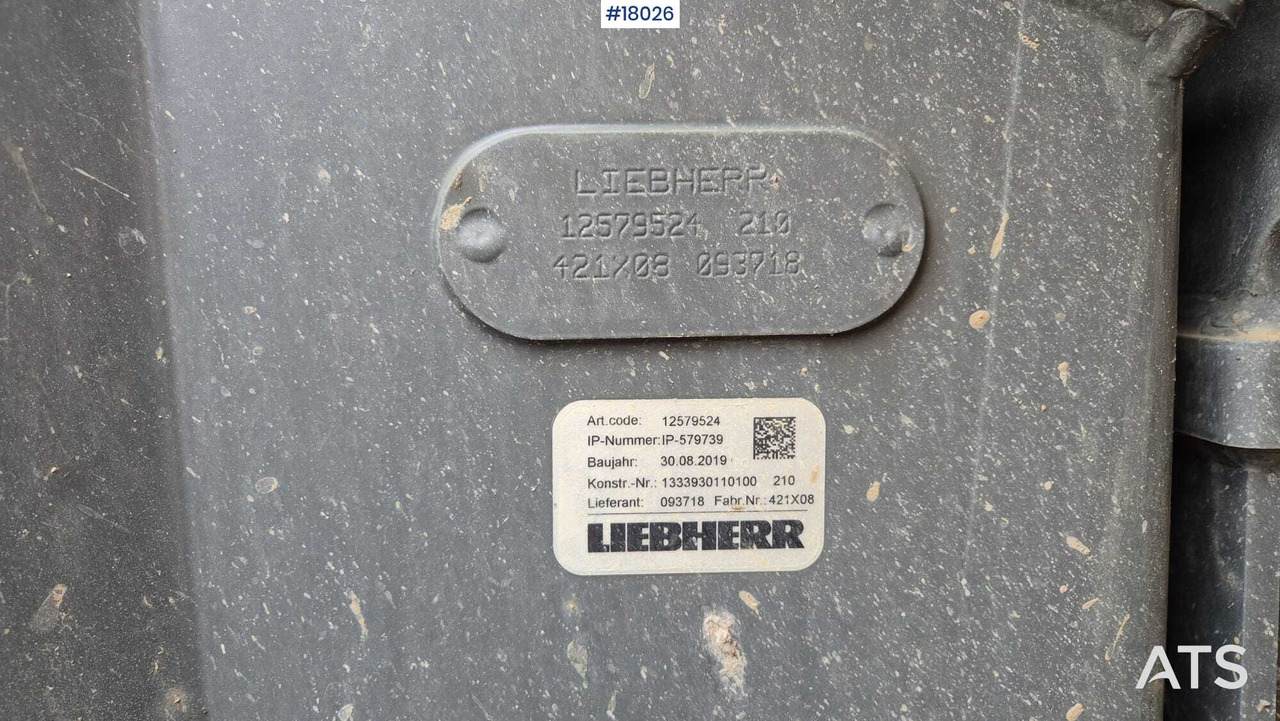 #18026
LIEBHERR
12579524 210
421X08 093718
Art.code: 12579524
IP-Nummer: IP-579739
Baujahr: 30.08.2019
Konstr.-Nr.: 1333930110100 210
Lieferant: 093718 Fahr.Nr.: 421X08
LIEBHERR
ATS